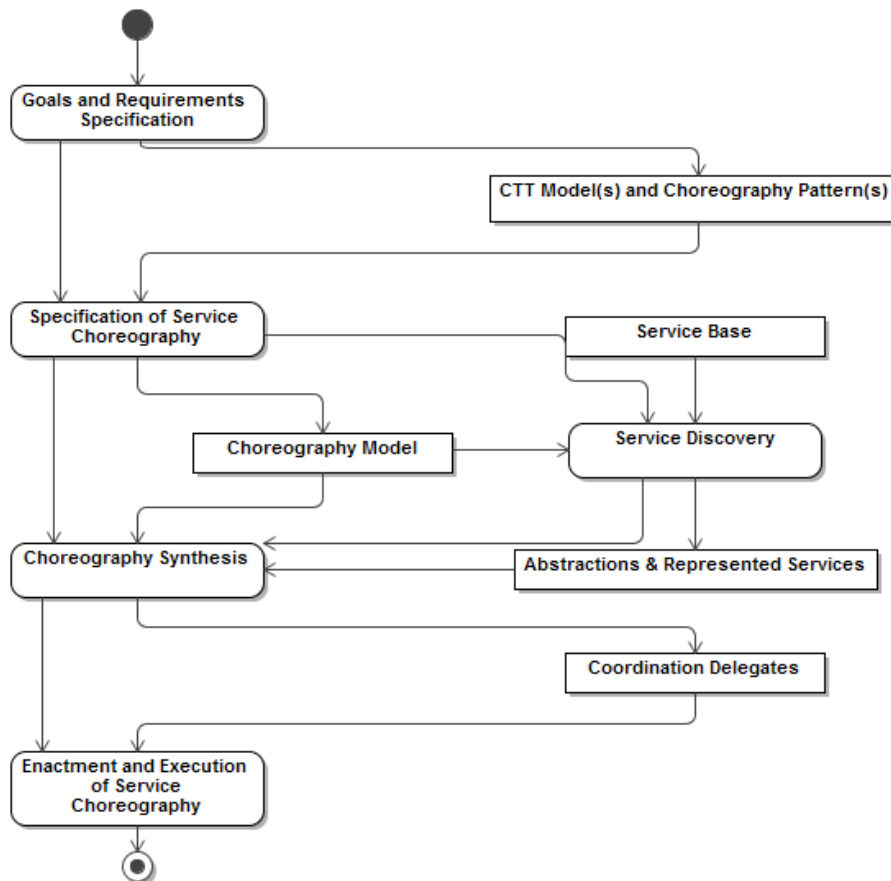 Goals and Requirements
Specification
CTT Model(s) and Choreography Pattern(s)
Specification of Service
Choreography
Service Base
Choreography Model
Service Discovery
Choreography Synthesis
Abstractions & Represented Services
Coordination Delegates
Enactment and Execution
of Service
Choreography